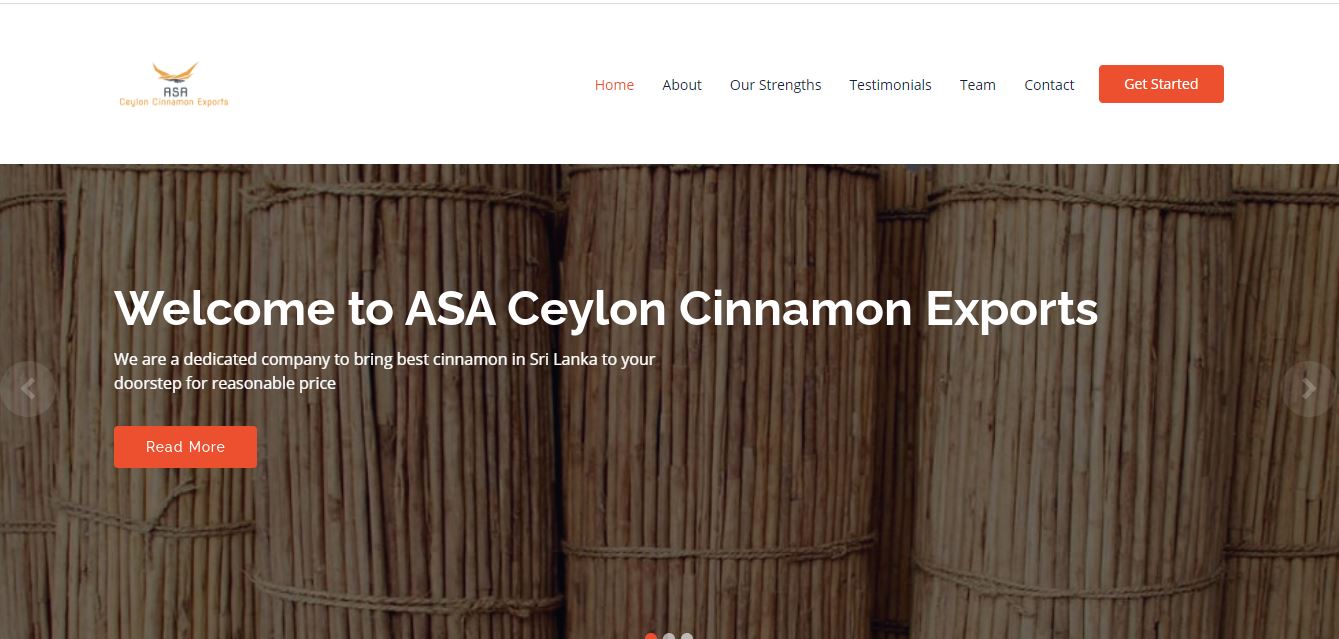 ASA
Ceylon Cinnamon Exports
Home About Our Strengths Testimonials Team Contact Get Started
Welcome to ASA Ceylon Cinnamon Exports
We are a dedicated company to bring best cinnamon in Sri Lanka to your
doorstep for reasonable price
Read More